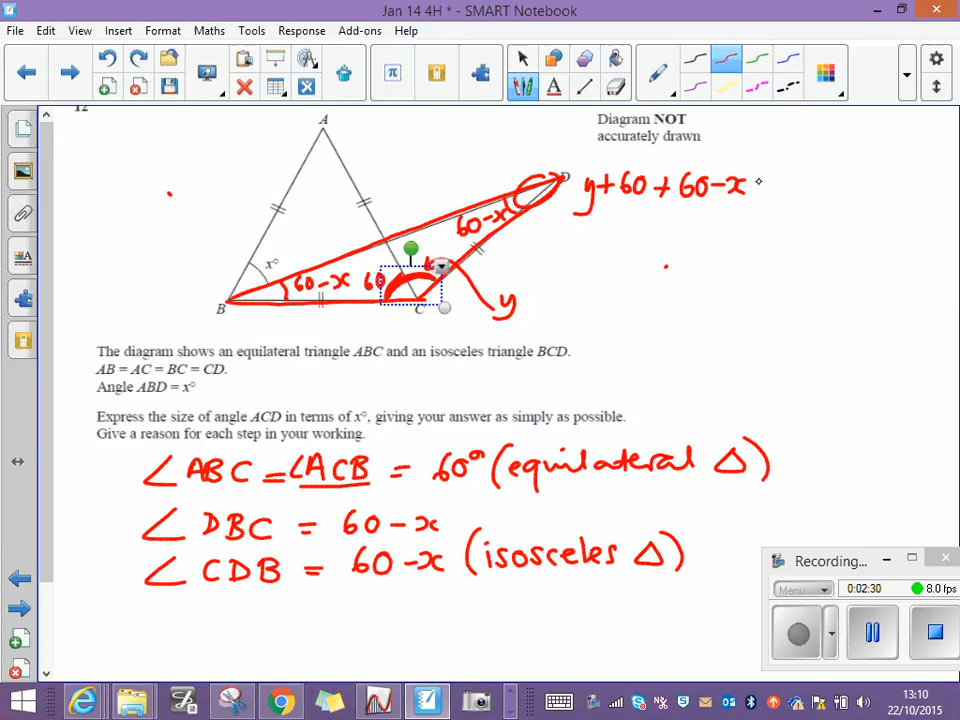 Jan 14 4H * - SMART Notebook
File Edit View Insert Format Maths Tools Response Add-ons Help
12
A
Diagram NOT
accurately drawn
D
y+60+60-x
60-x
x°
60-x 60
B
C
y
The diagram shows an equilateral triangle ABC and an isosceles triangle BCD.
AB = AC = BC = CD.
Angle ABD = x°
Express the size of angle ACD in terms of x°, giving your answer as simply as possible.
Give a reason for each step in your working.
∠ABC = ∠ACB = 60° (equilateral Δ)
∠DBC = 60-x
∠CDB = 60-x (isosceles Δ)
Recording...
Menu
0:02:30
8.0 fps
13:10
22/10/2015